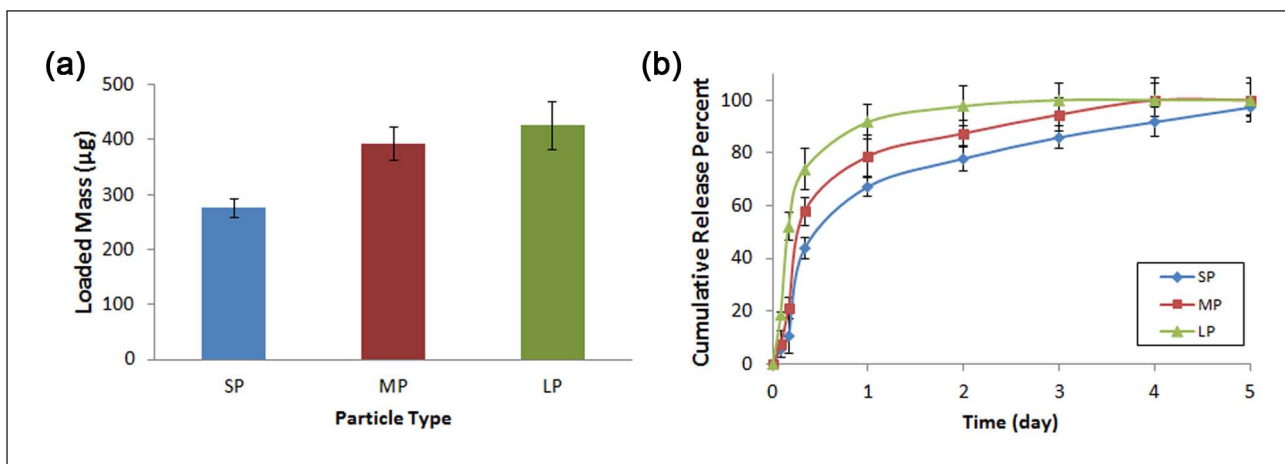 (a)
500
400
300
200
100
0
Loaded Mass (µg)
SP MP LP
Particle Type
(b)
100
80
60
40
20
0
Cumulative Release Percent
SP
MP
LP
0 1 2 3 4 5
Time (day)